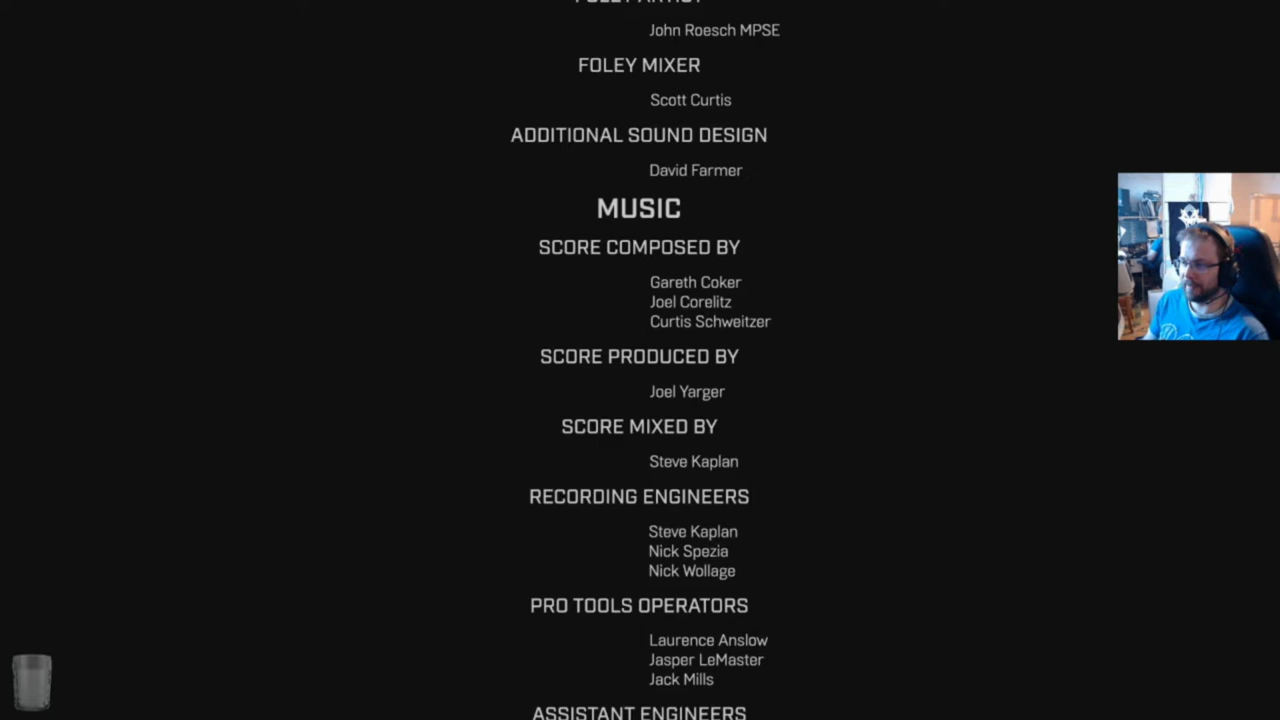 FOLEY ARTIST
John Roesch MPSE
FOLEY MIXER
Scott Curtis
ADDITIONAL SOUND DESIGN
David Farmer
MUSIC
SCORE COMPOSED BY
Gareth Coker
Joel Corelitz
Curtis Schweitzer
SCORE PRODUCED BY
Joel Yarger
SCORE MIXED BY
Steve Kaplan
RECORDING ENGINEERS
Steve Kaplan
Nick Spezia
Nick Wollage
PRO TOOLS OPERATORS
Laurence Anslow
Jasper LeMaster
Jack Mills
ASSISTANT ENGINEERS